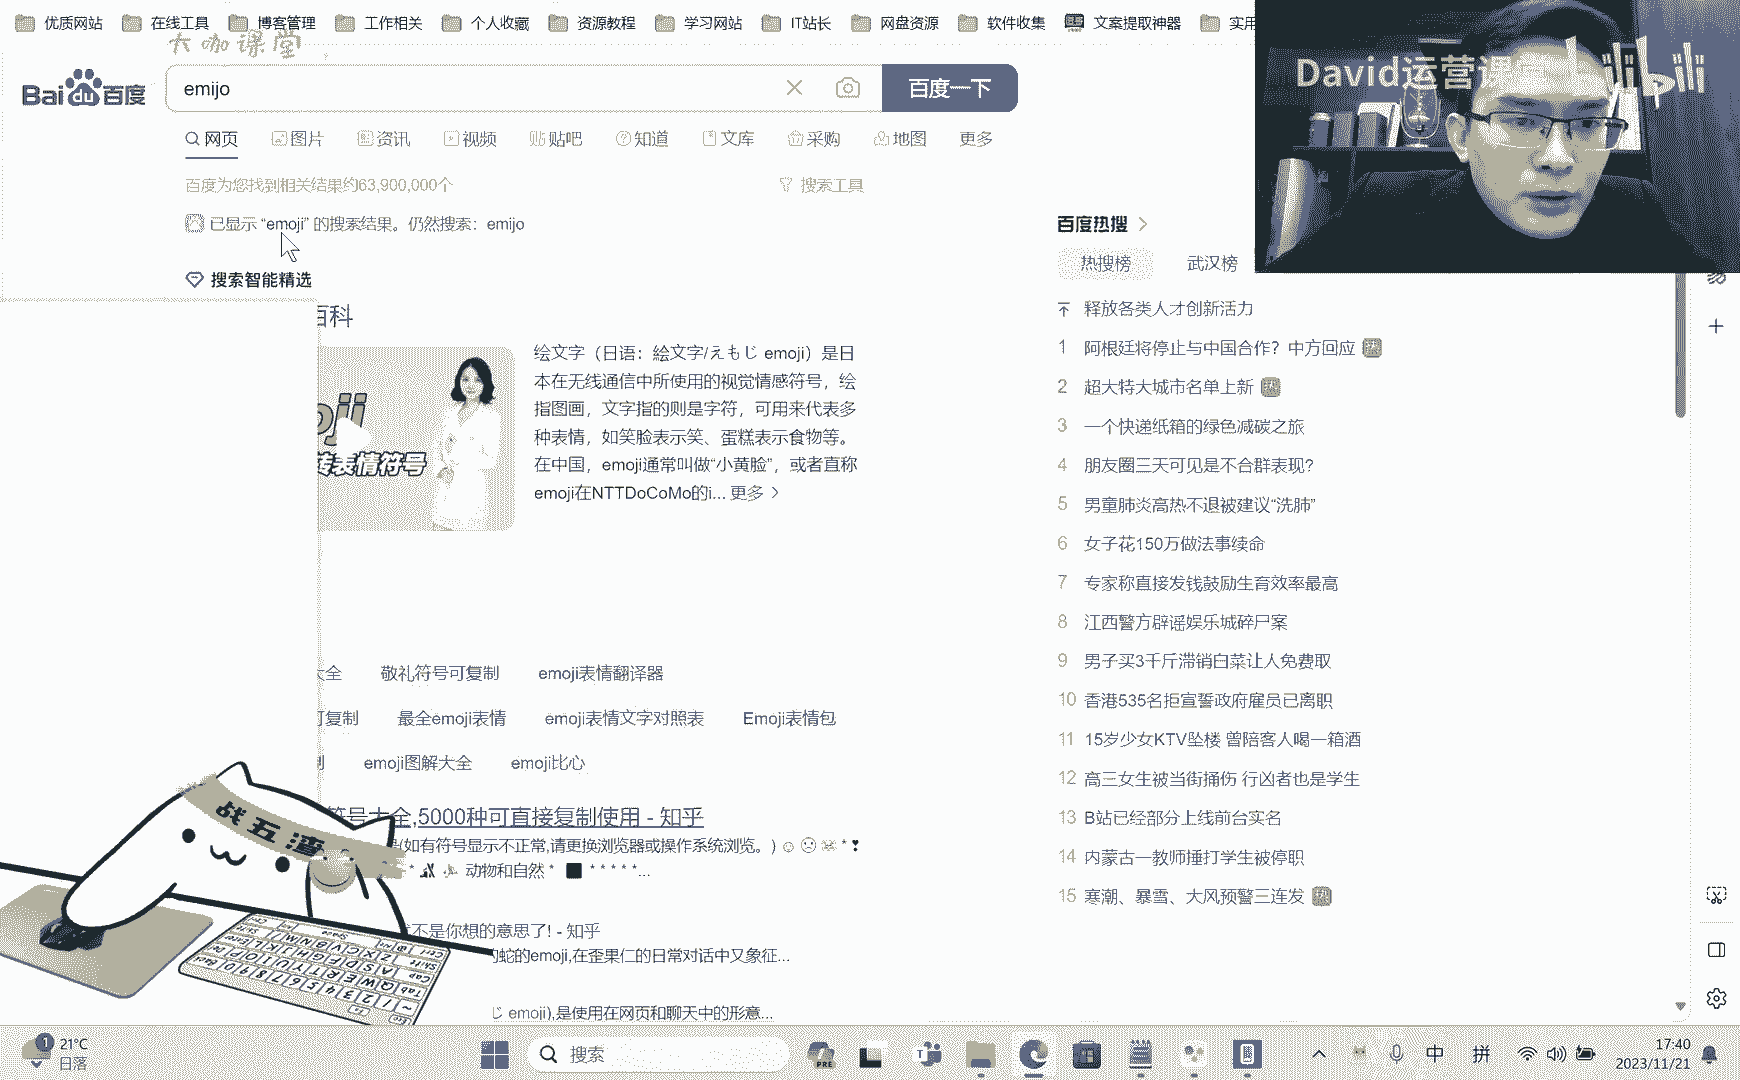 优质网站 在线工具 博客管理 工作相关 个人收藏 资源教程 学习网站 IT站长 网盘资源 软件收集 文案提取神器 实用
大咖课堂
David运营课堂 bilibili
Baidu百度 emijo 百度一下
网页 图片 资讯 视频 贴吧 知道 文库 采购 地图 更多
百度为您找到相关结果约63,900,000个 搜索工具
已显示 “emoji” 的搜索结果。仍然搜索：emijo
搜索智能精选
百科
绘文字（日语：絵文字/えもじ emoji）是日
本在无线通信中所使用的视觉情感符号，绘
指图画，文字指的则是字符，可用来代表多
种表情，如笑脸表示笑、蛋糕表示食物等。
在中国，emoji通常叫做“小黄脸”，或者直称
emoji在NTTDoCoMo的i... 更多
oji
转表情符号
大全 敬礼符号可复制 emoji表情翻译器
可复制 最全emoji表情 emoji表情文字对照表 Emoji表情包
emoji图解大全 emoji比心
符号大全,5000种可直接复制使用 - 知乎
(如有符号显示不正常,请更换浏览器或操作系统浏览。) ☺ ☹ ☠ * ❣
动物和自然 * ⬛ * * * * *...
不是你想的意思了! - 知乎
的蛇的emoji,在歪果仁的日常对话中又象征...
じ emoji),是使用在网页和聊天中的形意...
百度热搜
热搜榜 武汉榜
释放各类人才创新活力
1 阿根廷将停止与中国合作？中方回应 热
2 超大特大城市名单上新 热
3 一个快递纸箱的绿色减碳之旅
4 朋友圈三天可见是不合群表现?
5 男童肺炎高热不退被建议“洗肺”
6 女子花150万做法事续命
7 专家称直接发钱鼓励生育效率最高
8 江西警方辟谣娱乐城碎尸案
9 男子买3千斤滞销白菜让人免费取
10 香港535名拒宣誓政府雇员已离职
11 15岁少女KTV坠楼 曾陪客人喝一箱酒
12 高三女生被当街捅伤 行凶者也是学生
13 B站已经部分上线前台实名
14 内蒙古一教师捶打学生被停职
15 寒潮、暴雪、大风预警三连发 热
战五渣
1 21°C
日落
搜索
PRE
中 拼
17:40
2023/11/21